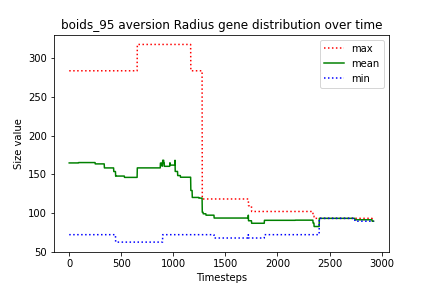 boids_95 aversion Radius gene distribution over time
Size value
300
250
200
150
100
50
max
mean
min
0
500
1000
1500
2000
2500
3000
Timesteps